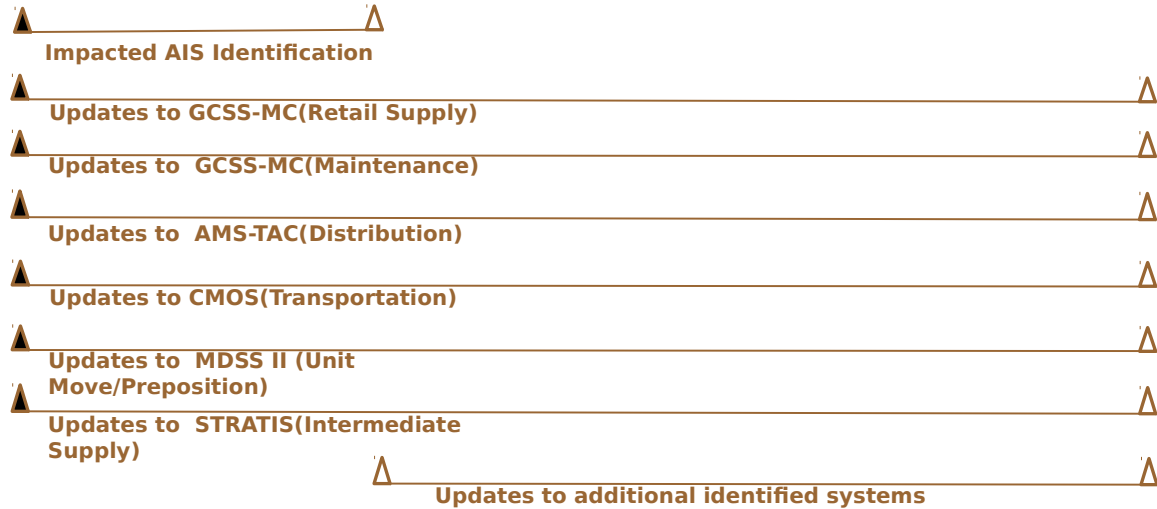 Impacted AIS Identification
Updates to GCSS-MC(Retail Supply)
Updates to  GCSS-MC(Maintenance)
Updates to  AMS-TAC(Distribution)
Updates to CMOS(Transportation)
Updates to  MDSS II (Unit
Move/Preposition)
Updates to  STRATIS(Intermediate
Supply)
Updates to additional identified systems